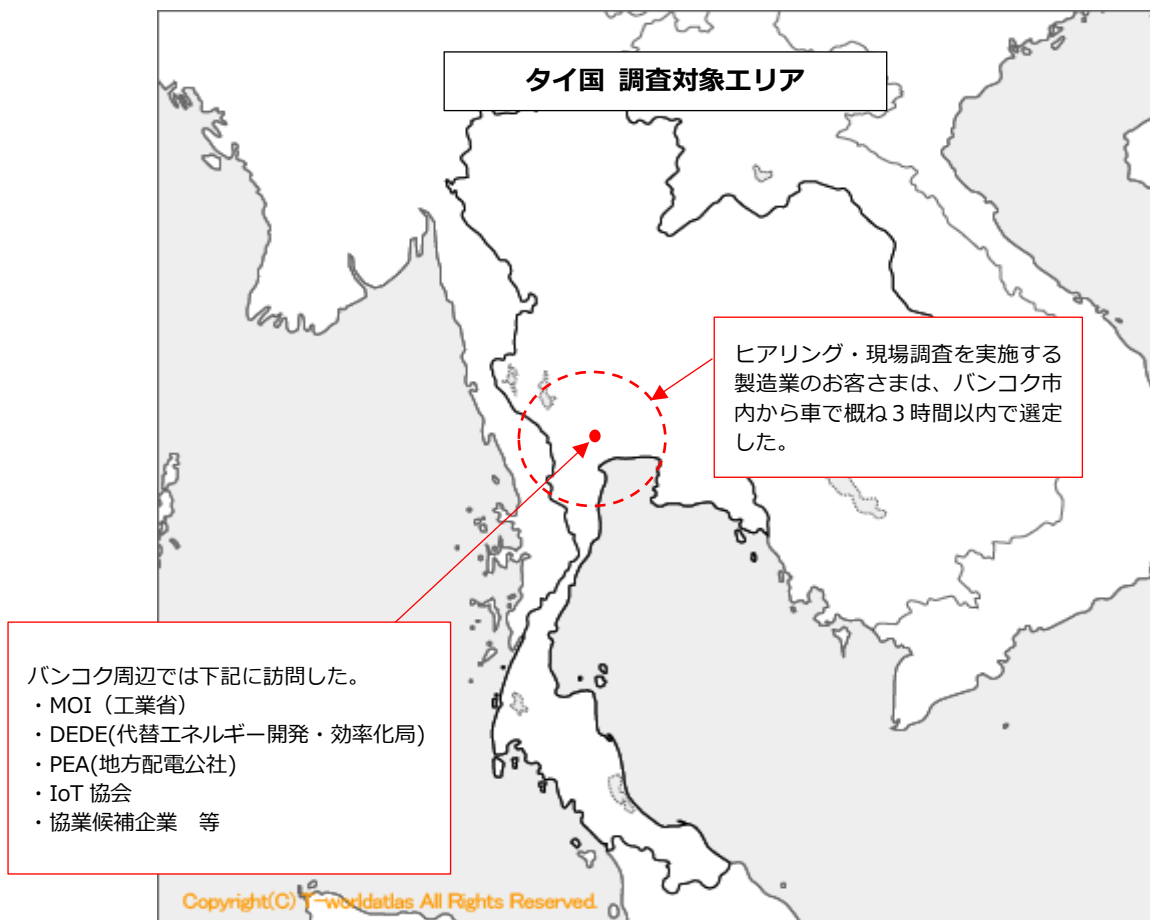 タイ国 調査対象エリア
ヒアリング・現場調査を実施する
製造業のお客さまは、バンコク市
内から車で概ね３時間以内で選定
した。
バンコク周辺では下記に訪問した。
・MOI（工業省）
・DEDE(代替エネルギー開発・効率化局)
・PEA(地方配電公社)
・IoT 協会
・協業候補企業　等
Copyright(C) T-worldatlas All Rights Reserved.